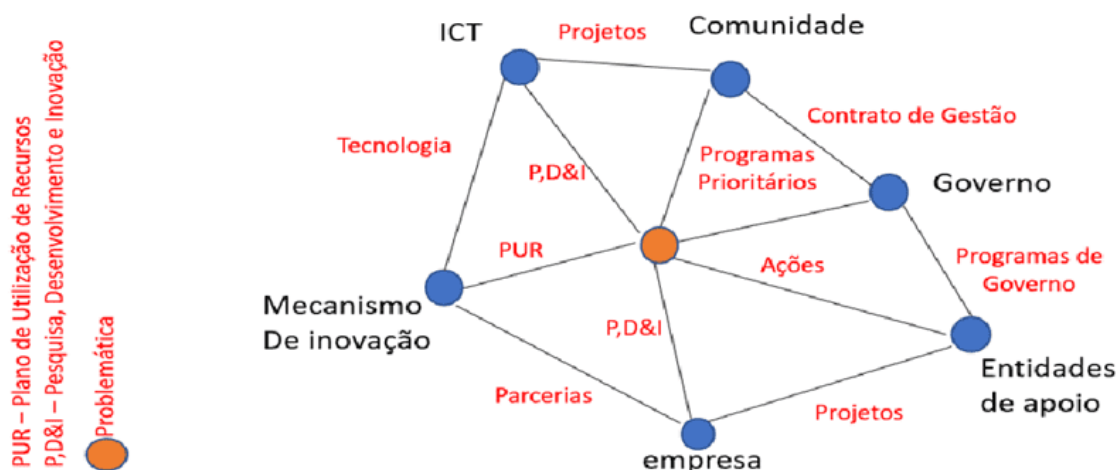 PUR – Plano de Utilização de Recursos
P,D&I – Pesquisa, Desenvolvimento e Inovação
Problemática
ICT
Projetos
Comunidade
Contrato de Gestão
Tecnologia
P,D&I
Programas
Prioritários
Governo
PUR
Ações
Programas de
Governo
Mecanismo
De inovação
P,D&I
Parcerias
Projetos
Entidades
de apoio
empresa